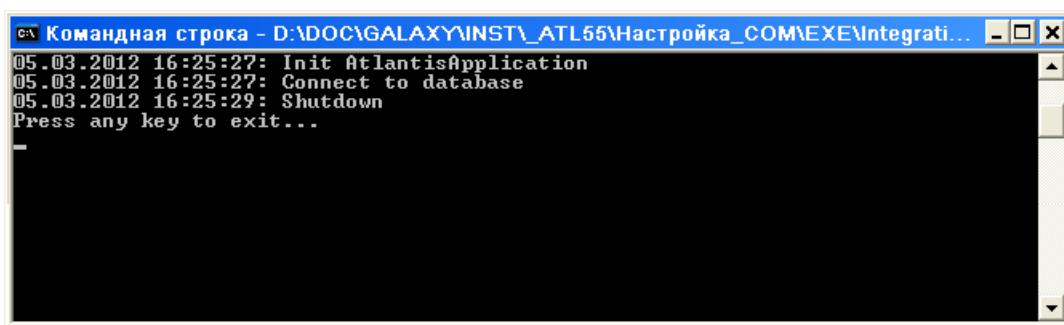 Командная строка - D:\DOC\GALAXY\INST\_ATL55\Настройка_COM\EXE\Integrati...
05.03.2012 16:25:27: Init AtlantisApplication
05.03.2012 16:25:27: Connect to database
05.03.2012 16:25:29: Shutdown
Press any key to exit...